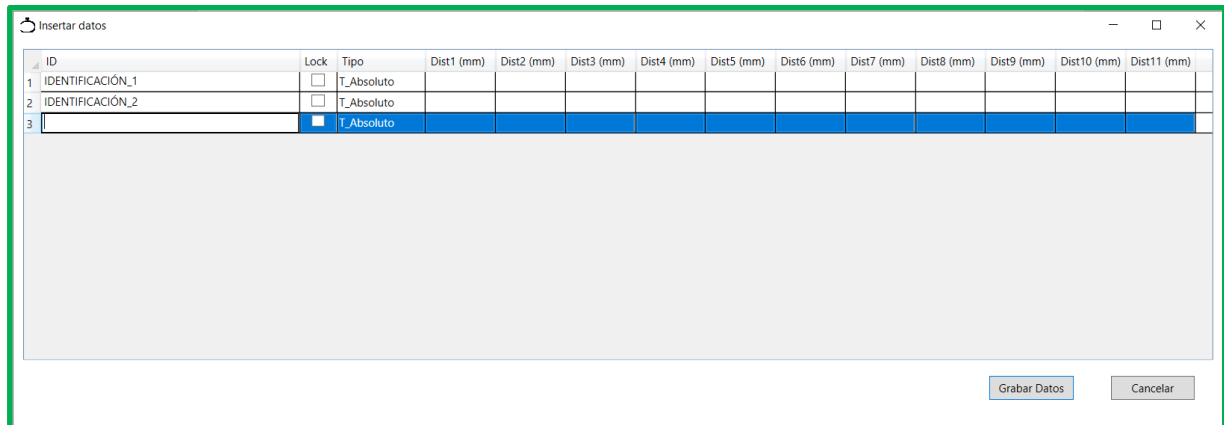 Insertar datos
ID Lock Tipo Dist1 (mm) Dist2 (mm) Dist3 (mm) Dist4 (mm) Dist5 (mm) Dist6 (mm) Dist7 (mm) Dist8 (mm) Dist9 (mm) Dist10 (mm) Dist11 (mm)
1 IDENTIFICACIÓN_1 T_Absoluto
2 IDENTIFICACIÓN_2 T_Absoluto
3 T_Absoluto
Grabar Datos Cancelar